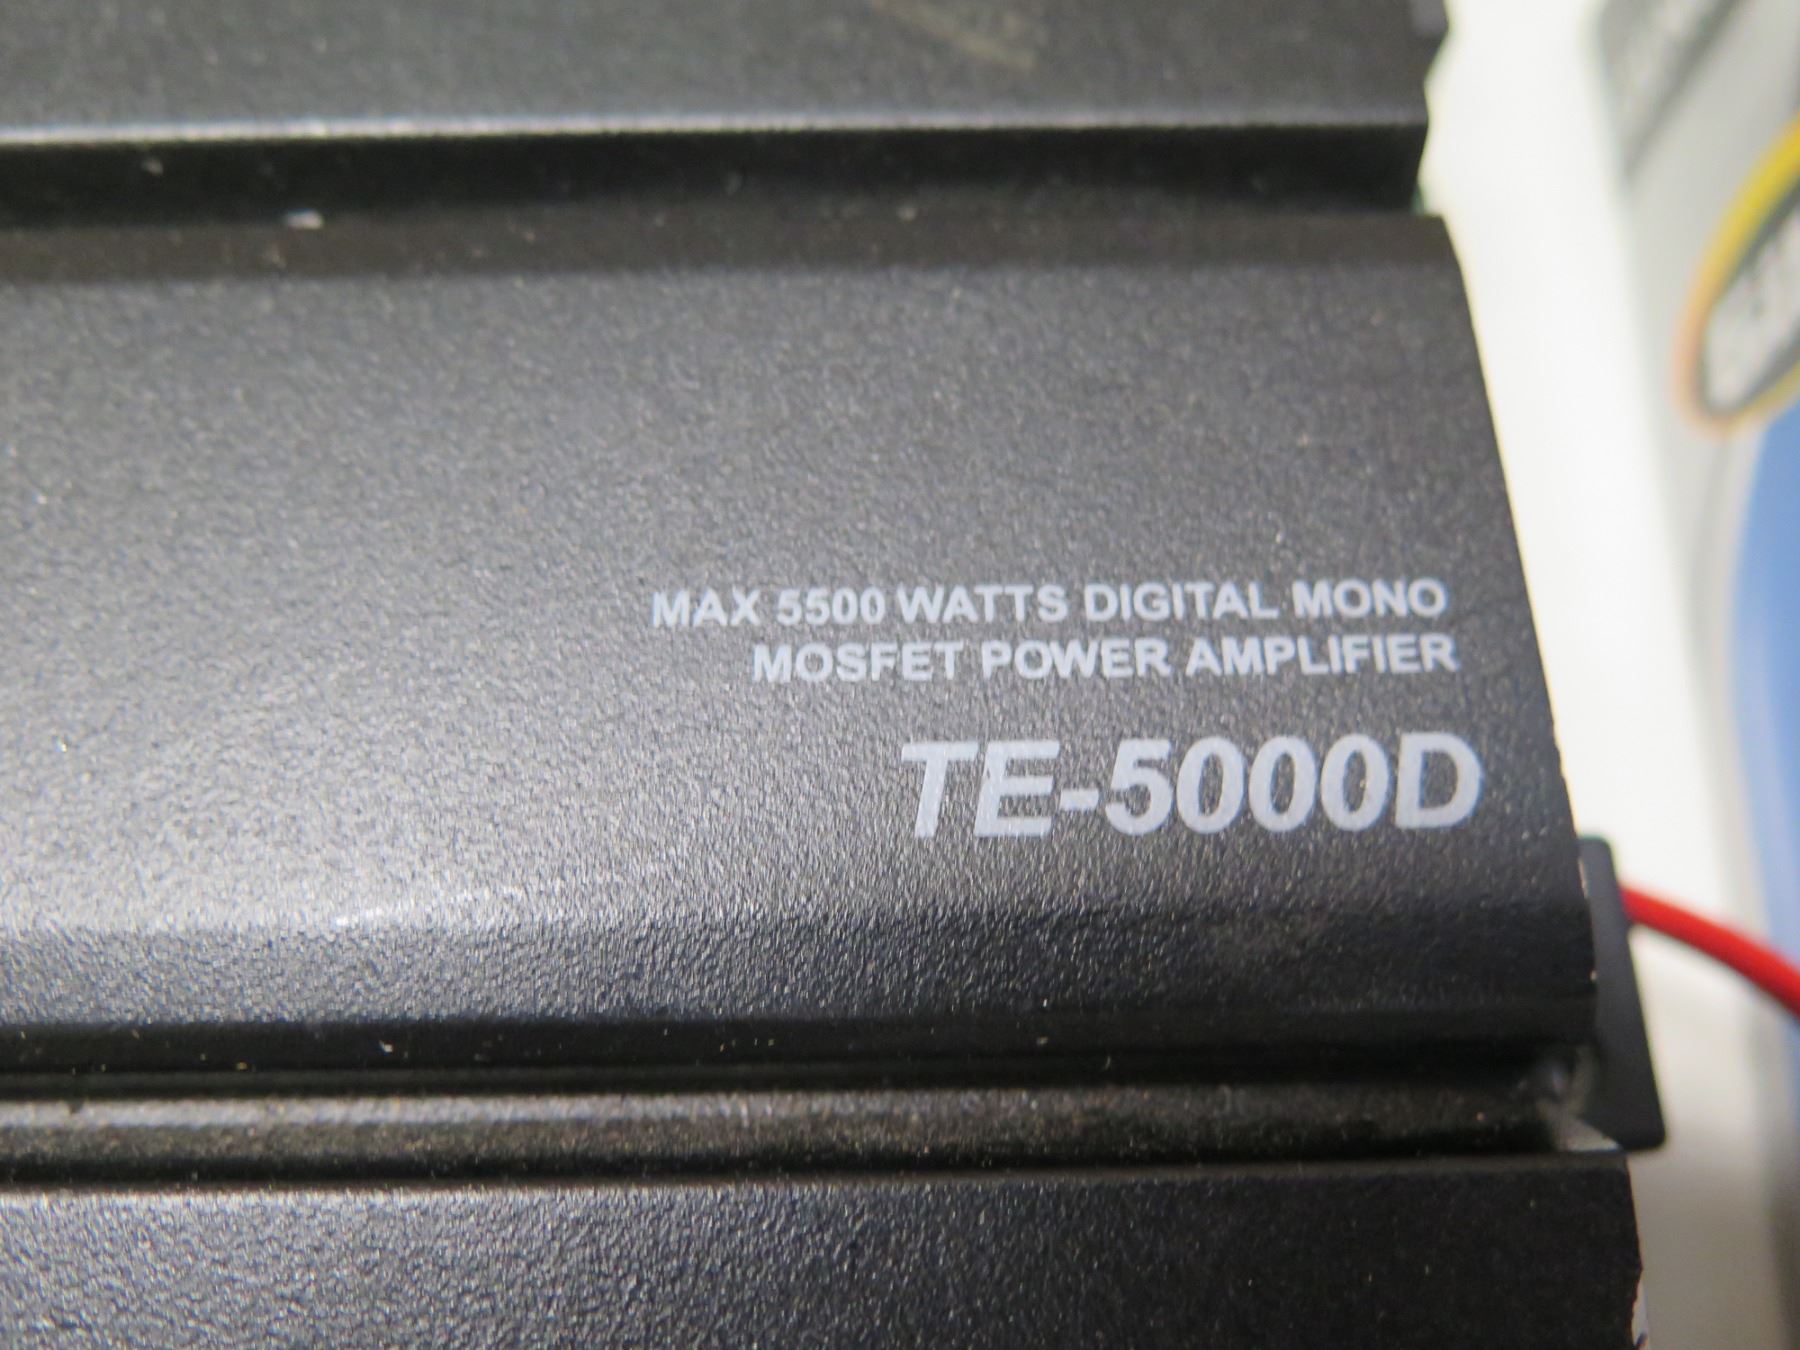 MAX 5500 WATTS DIGITAL MONO
MOSFET POWER AMPLIFIER
TE-5000D